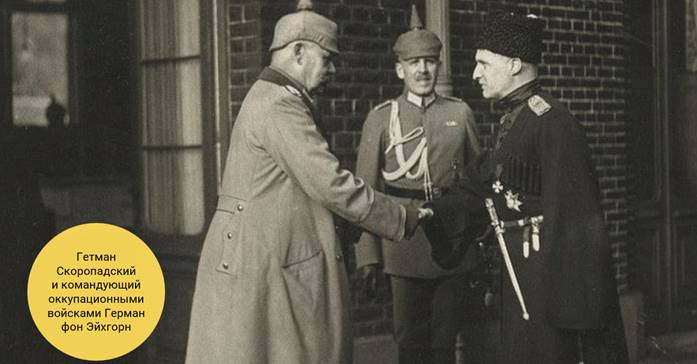 Гетман
Скоропадский
и командующий
оккупационными
войсками Герман
фон Эйхгорн